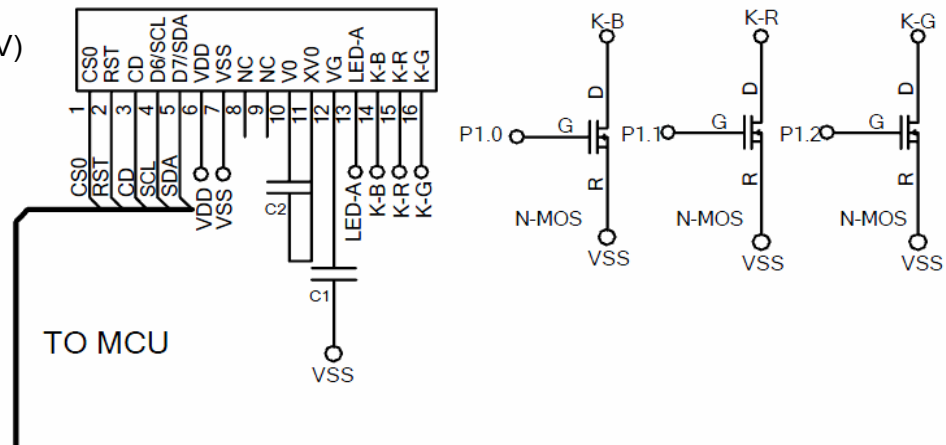 V)
CS0 RST CD D6/SCL D7/SDA VDD VSS NC NC V0 XV0 VG LED-A K-B K-R K-G
1 2 3 4 5 6 7 8 9 10 11 12 13 14 15 16
CS0 RST CD SCL SDA VDD VSS LED-A K-B K-R K-G
C2
C1
VSS
TO MCU
K-B
D
P1.0
G
R
N-MOS
VSS
K-R
D
P1.1
G
R
N-MOS
VSS
K-G
D
P1.2
G
R
N-MOS
VSS